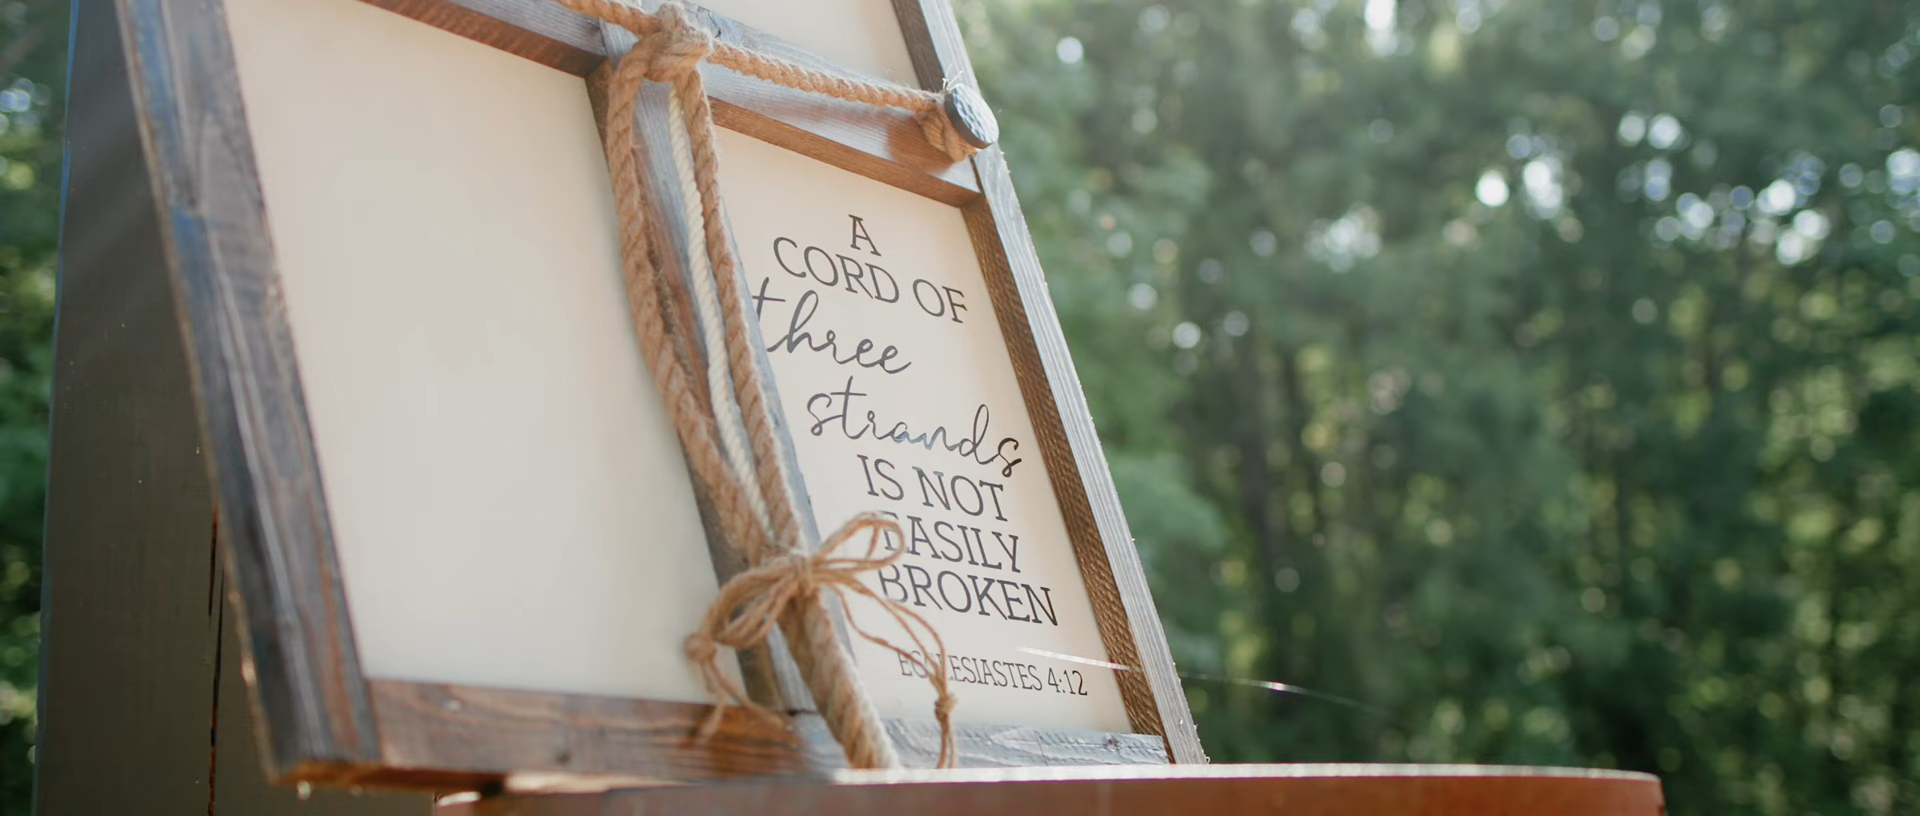 A
CORD OF
three
strands
IS NOT
EASILY
BROKEN
ECCLESIASTES 4:12